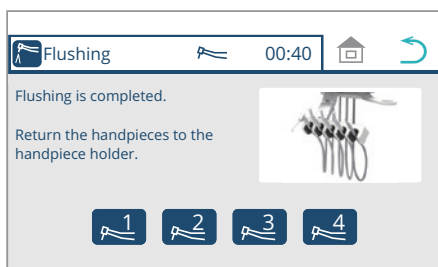 Flushing 00:40
Flushing is completed.
Return the handpieces to the
handpiece holder.
1 2 3 4